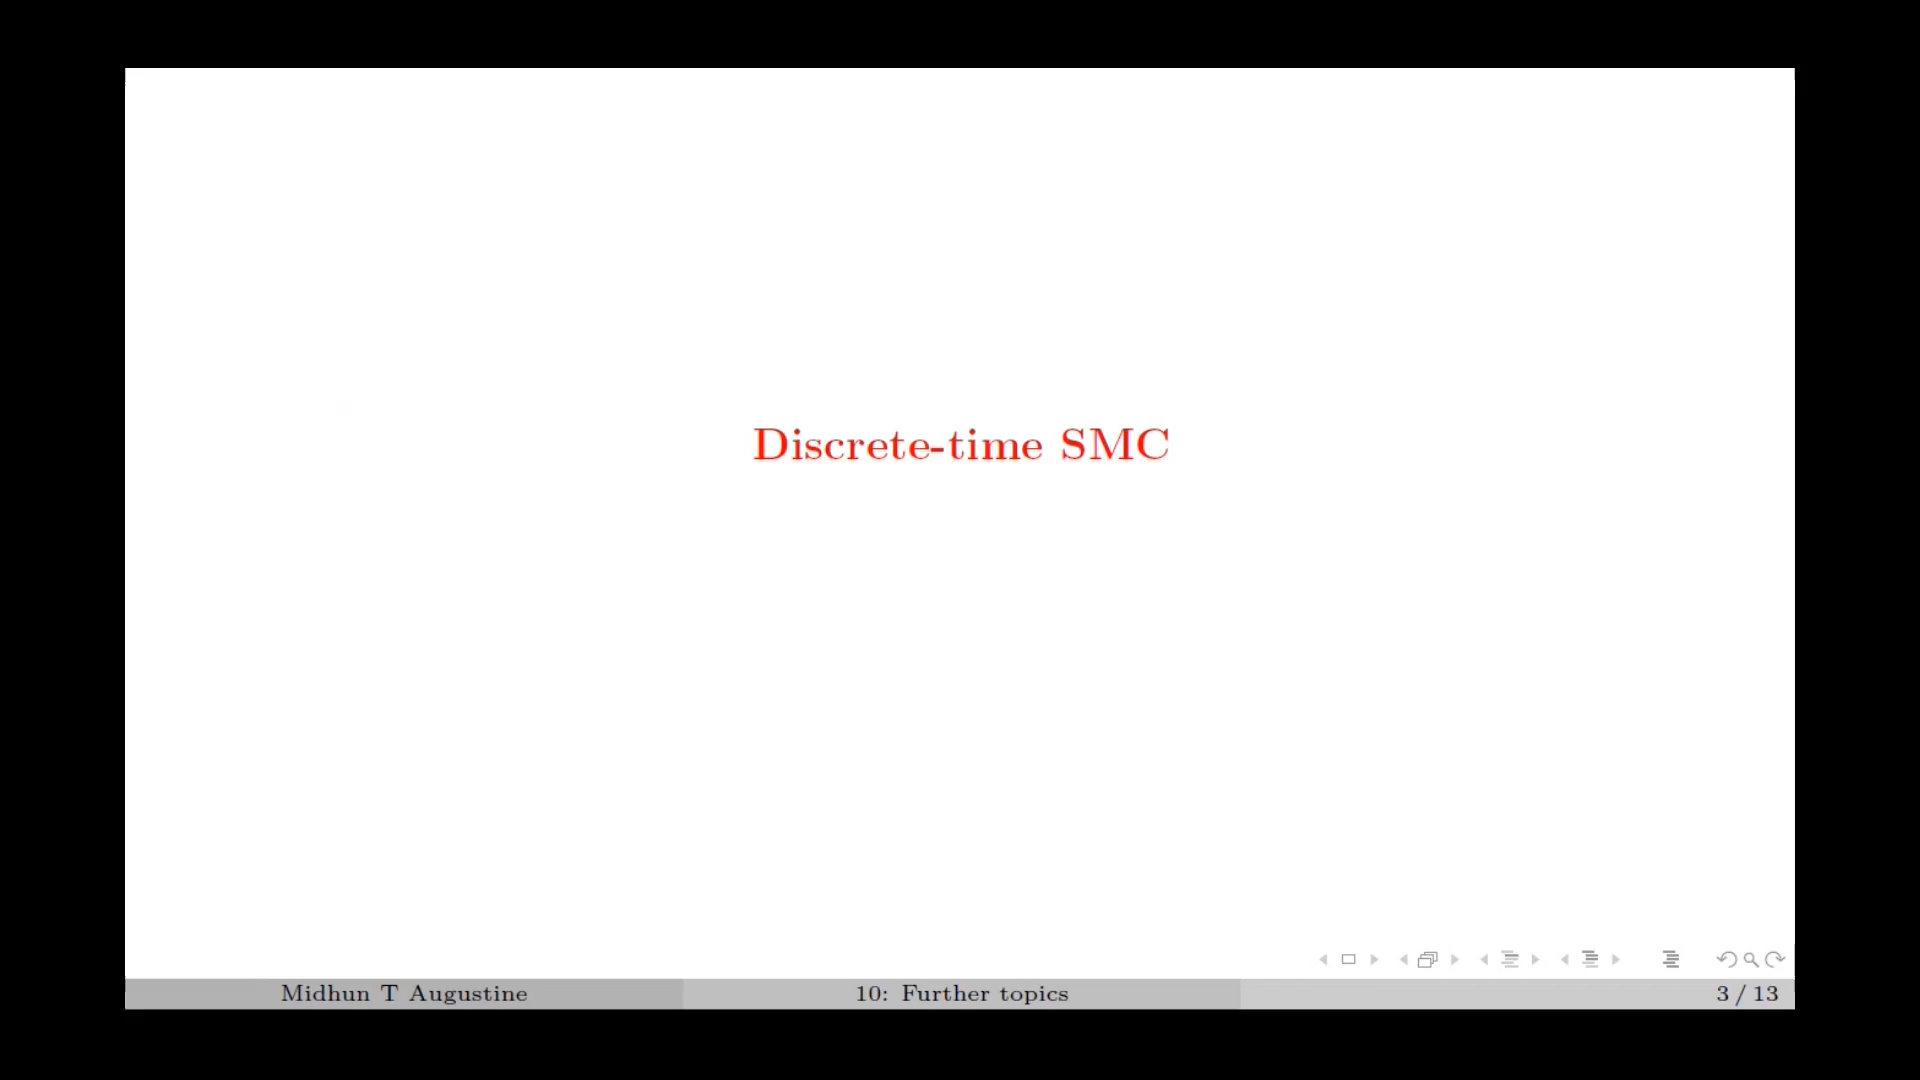 Discrete-time SMC
Midhun T Augustine
10: Further topics
3 / 13